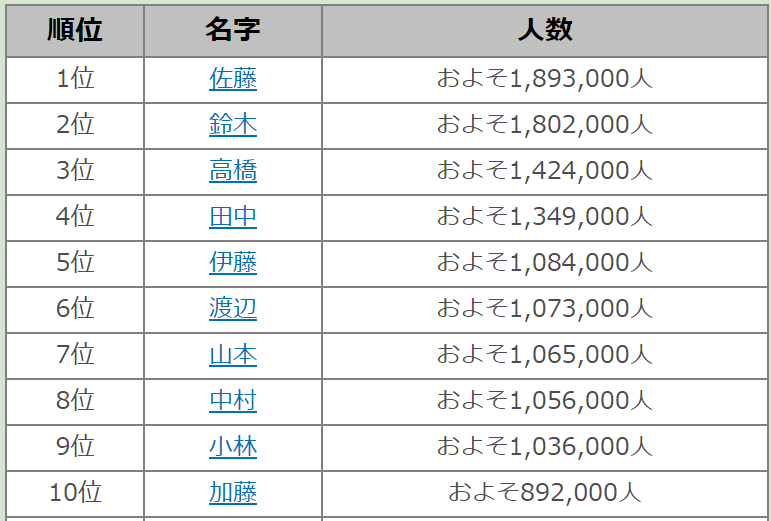 順位 名字 人数
1位 佐藤 およそ1,893,000人
2位 鈴木 およそ1,802,000人
3位 高橋 およそ1,424,000人
4位 田中 およそ1,349,000人
5位 伊藤 およそ1,084,000人
6位 渡辺 およそ1,073,000人
7位 山本 およそ1,065,000人
8位 中村 およそ1,056,000人
9位 小林 およそ1,036,000人
10位 加藤 およそ892,000人